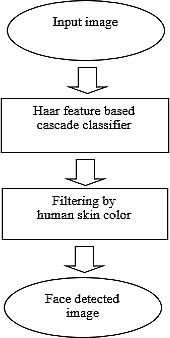 Input image
Haar feature based
cascade classifier
Filtering by
human skin color
Face detected
image